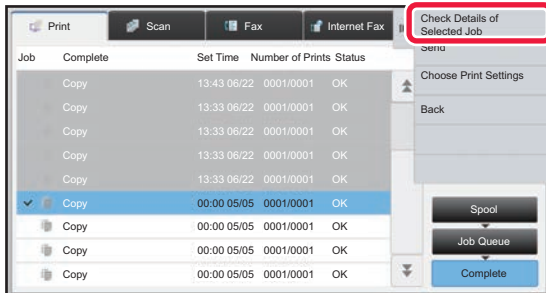 Print
Scan
Fax
Internet Fax
Check Details of
Selected Job
Send
Choose Print Settings
Back
Job Complete Set Time Number of Prints Status
Copy 13:43 06/22 0001/0001 OK
Copy 13:33 06/22 0001/0001 OK
Copy 13:33 06/22 0001/0001 OK
Copy 13:33 06/22 0001/0001 OK
Copy 13:33 06/22 0001/0001 OK
Copy 00:00 05/05 0001/0001 OK
Copy 00:00 05/05 0001/0001 OK
Copy 00:00 05/05 0001/0001 OK
Copy 00:00 05/05 0001/0001 OK
Spool
Job Queue
Complete